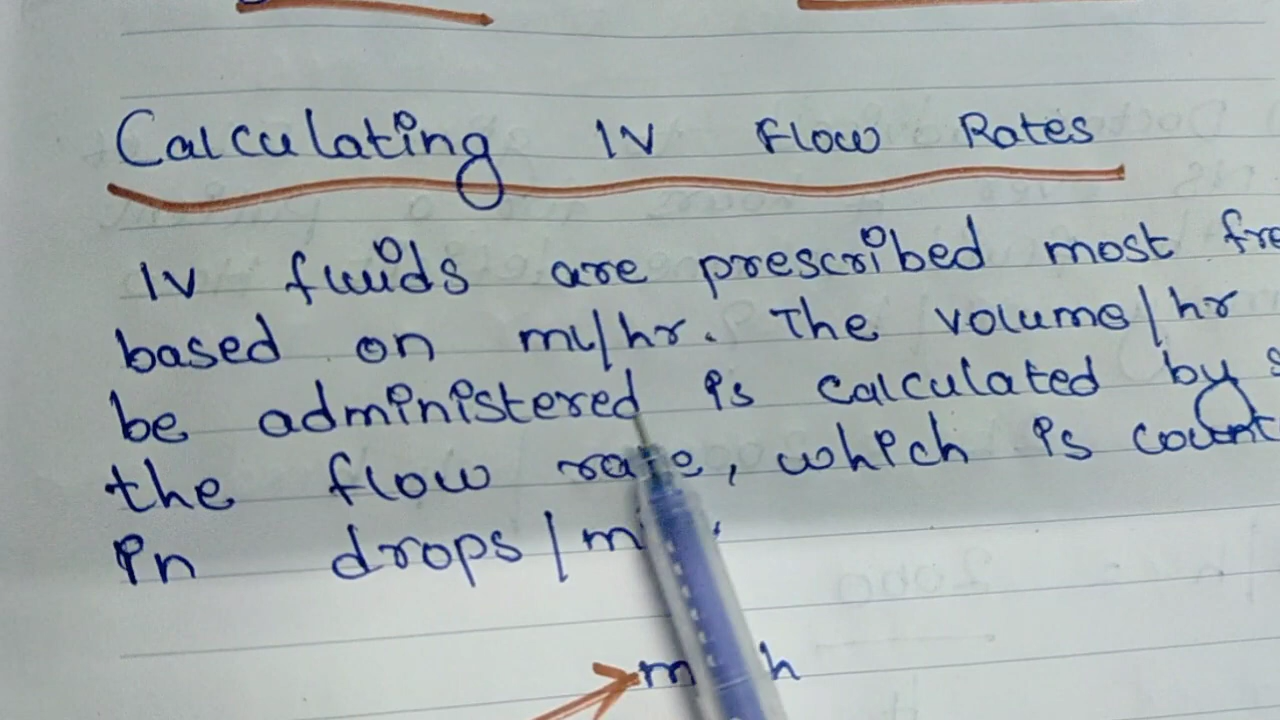 Calculating IV Flow Rates
IV fluids are prescribed most
based on ml/hr. The volume/hr
be administered is calculated by
the flow rate, which is
in drops/